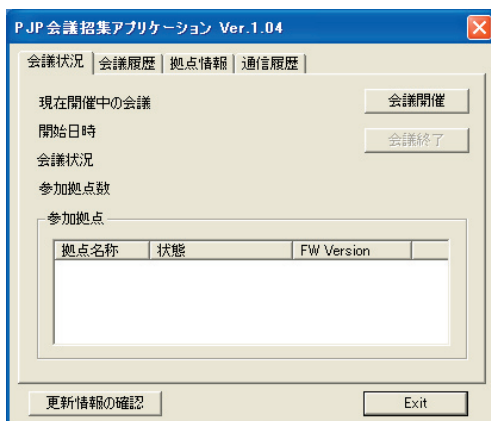 PJP会議招集アプリケーション Ver.1.04
会議状況 会議履歴 拠点情報 通信履歴
現在開催中の会議
会議開催
開始日時
会議終了
会議状況
参加拠点数
参加拠点
拠点名称 状態 FW Version
更新情報の確認 Exit